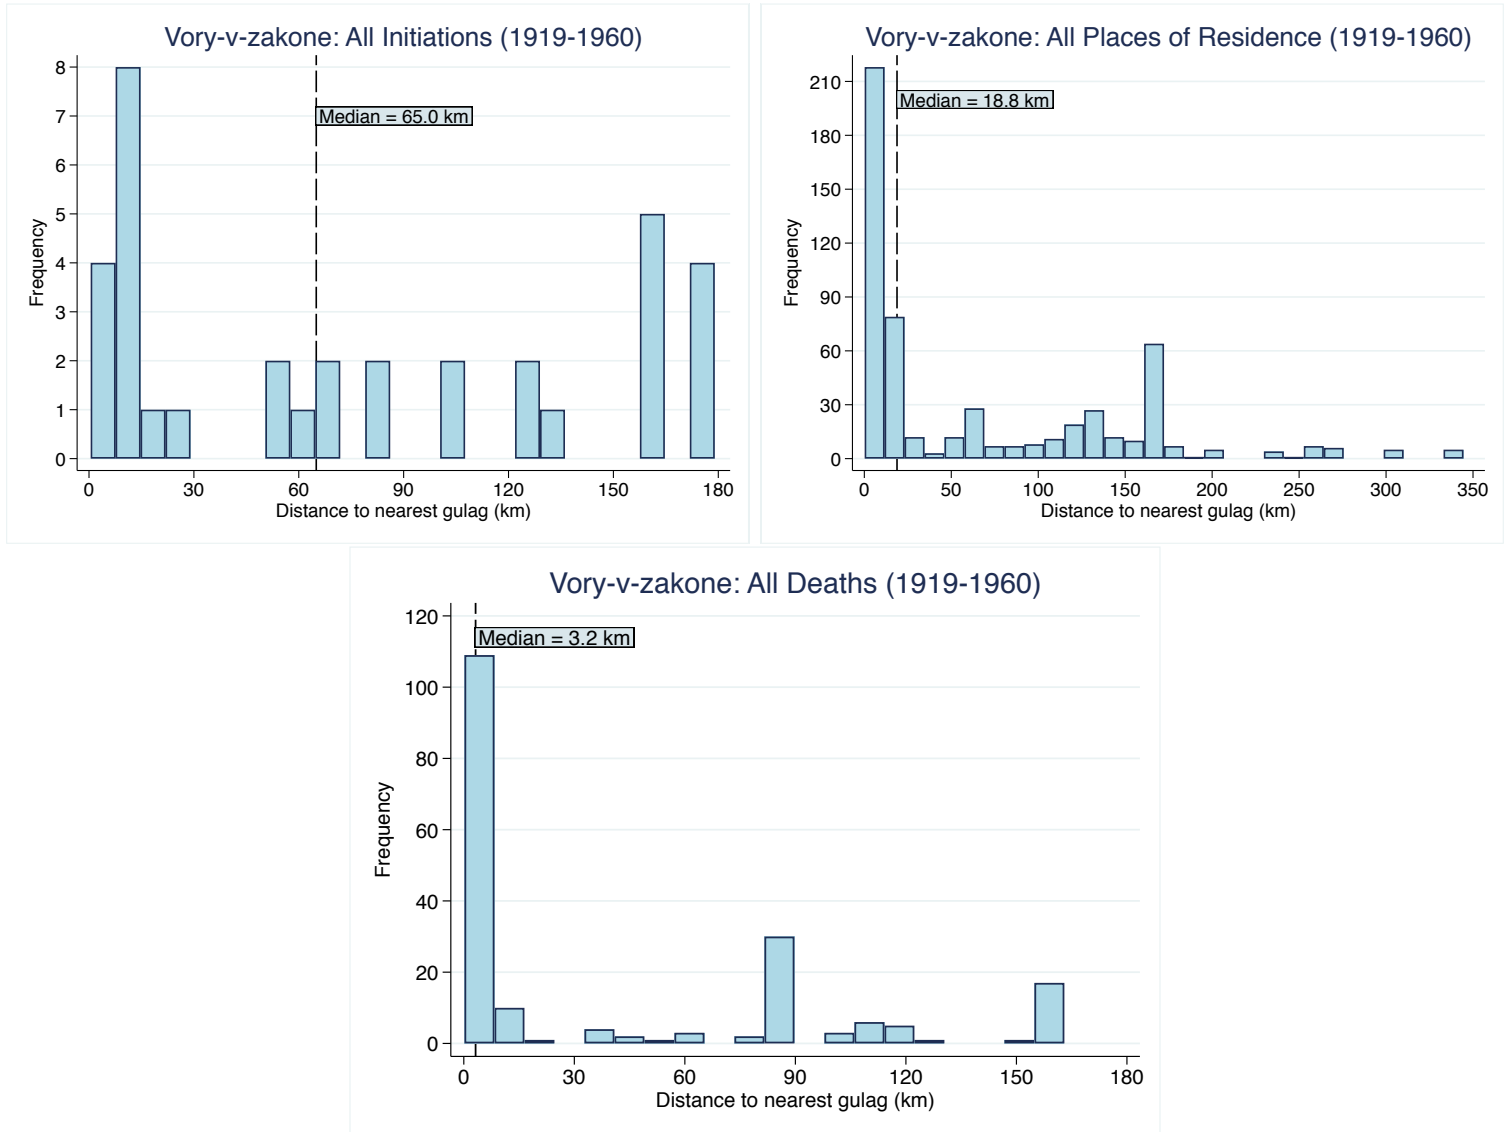 Vory-v-zakone: All Initiations (1919-1960)
8
7
6
5
4
3
2
1
0
Frequency
Median = 65.0 km
0 30 60 90 120 150 180
Distance to nearest gulag (km)
Vory-v-zakone: All Places of Residence (1919-1960)
210
180
150
120
90
60
30
0
Frequency
Median = 18.8 km
0 50 100 150 200 250 300 350
Distance to nearest gulag (km)
Vory-v-zakone: All Deaths (1919-1960)
120
100
80
60
40
20
0
Frequency
Median = 3.2 km
0 30 60 90 120 150 180
Distance to nearest gulag (km)